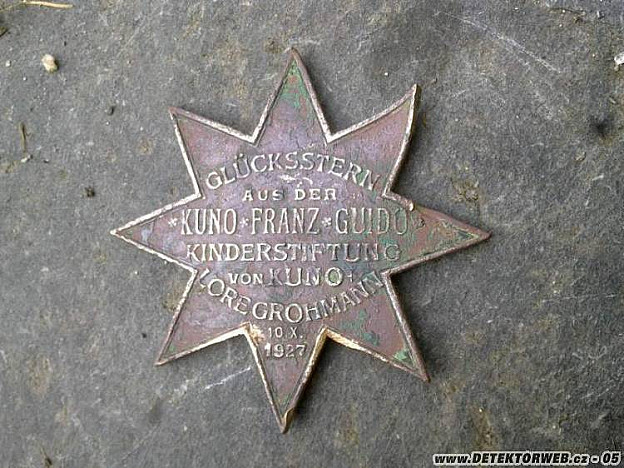 GLÜCKSSTERN
AUS DER
*KUNO*FRANZ*GUIDO*
KINDERSTIFTUNG
VON KUNO+
LORE GROHMANN
10.X.
1927
www.DETEKTORWEB.cz - 05